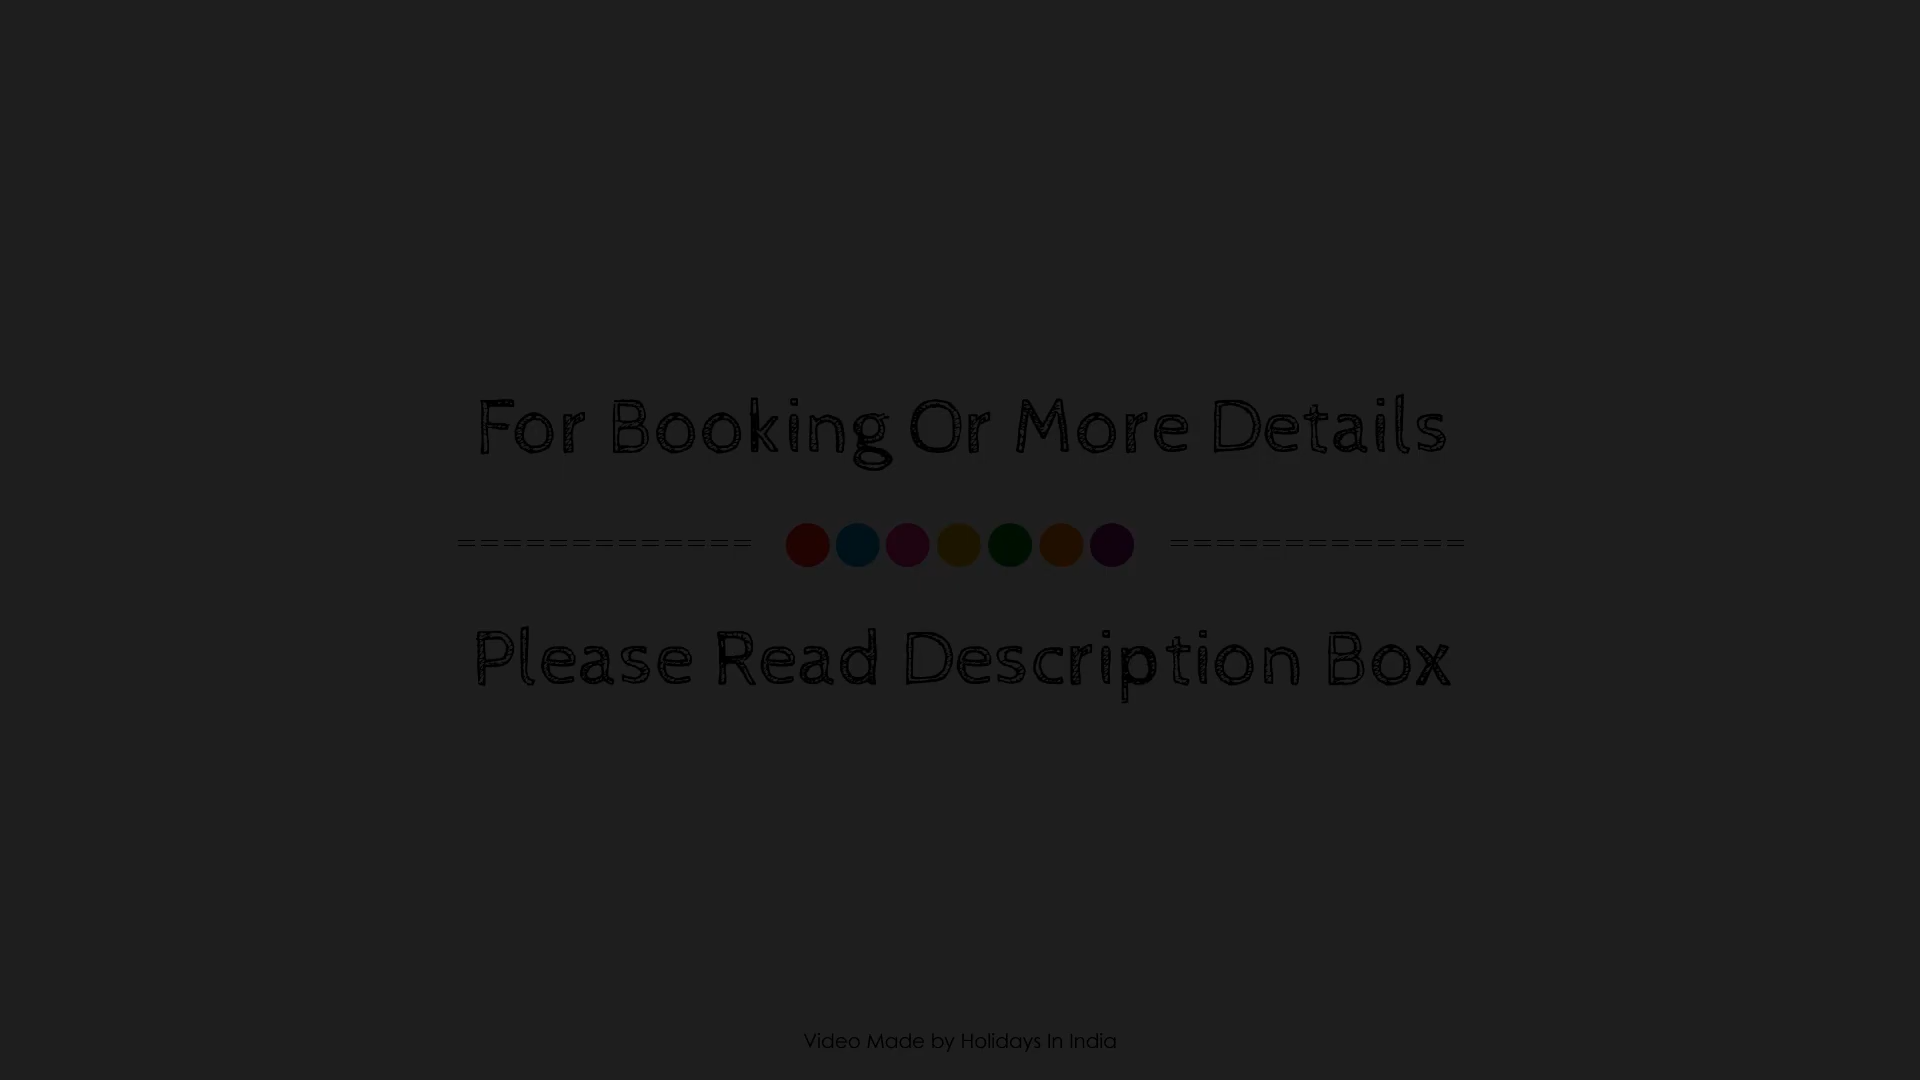 For Booking Or More Details
============= =============
Please Read Description Box
Video Made by Holidays In India